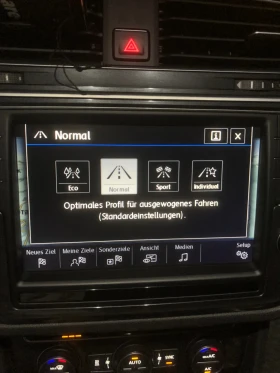 Normal
Eco
Normal
Sport
Individual
Optimales Profil für ausgewogenes Fahren
(Standardeinstellungen).
Neues Ziel
Meine Ziele
Sonderziele
Ansicht
Medien
Setup
AUTO
SYNC
A/C
A/C